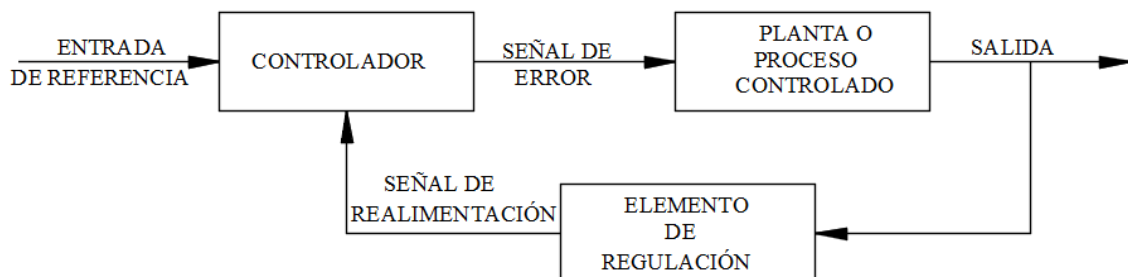 ENTRADA
DE REFERENCIA
CONTROLADOR
SEÑAL DE
ERROR
PLANTA O
PROCESO
CONTROLADO
SALIDA
SEÑAL DE
REALIMENTACIÓN
ELEMENTO
DE
REGULACIÓN